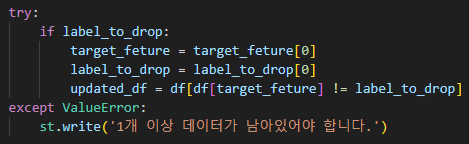 try:
    if label_to_drop:
        target_feture = target_feture[0]
        label_to_drop = label_to_drop[0]
        updated_df = df[df[target_feture] != label_to_drop]
except ValueError:
    st.write('1개 이상 데이터가 남아있어야 합니다.')